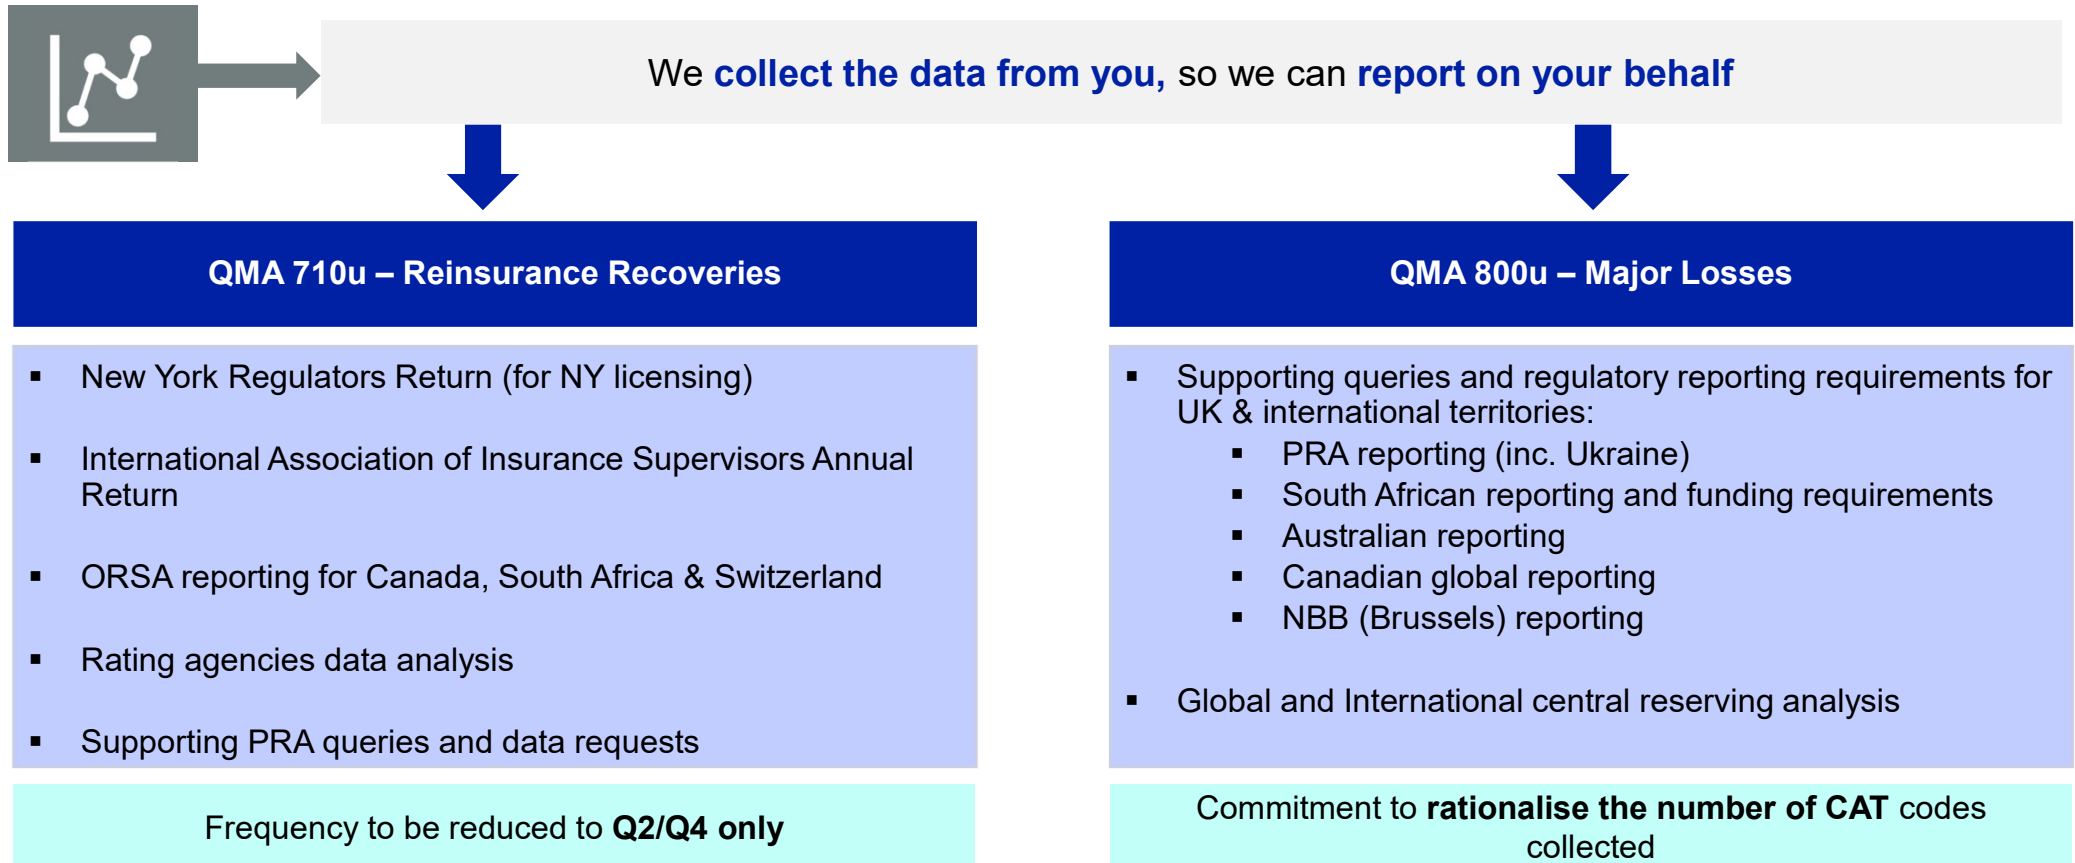 We collect the data from you, so we can report on your behalf
QMA 710u – Reinsurance Recoveries
▪ New York Regulators Return (for NY licensing)
▪ International Association of Insurance Supervisors Annual
Return
▪ ORSA reporting for Canada, South Africa & Switzerland
▪ Rating agencies data analysis
▪ Supporting PRA queries and data requests
Frequency to be reduced to Q2/Q4 only
QMA 800u – Major Losses
▪ Supporting queries and regulatory reporting requirements for
UK & international territories:
▪ PRA reporting (inc. Ukraine)
▪ South African reporting and funding requirements
▪ Australian reporting
▪ Canadian global reporting
▪ NBB (Brussels) reporting
▪ Global and International central reserving analysis
Commitment to rationalise the number of CAT codes
collected